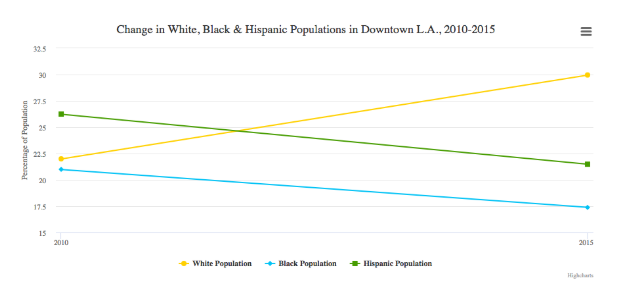 Change in White, Black & Hispanic Populations in Downtown L.A., 2010-2015
Percentage of Population
32.5
30
27.5
25
22.5
20
17.5
15
2010
2015
White Population
Black Population
Hispanic Population
Highcharts